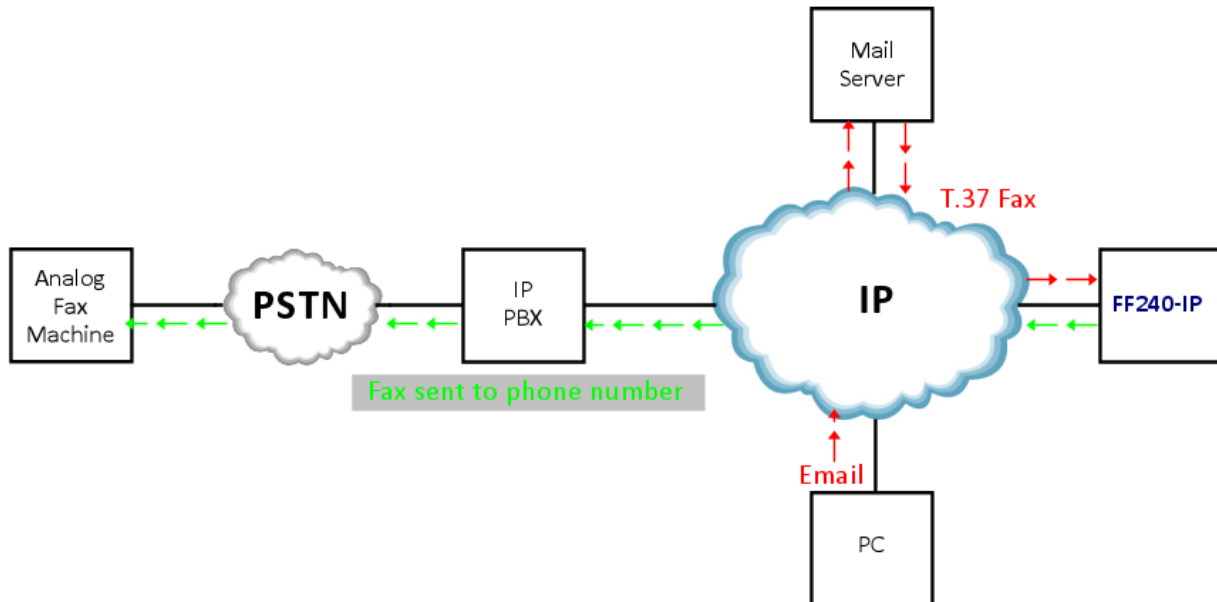 Mail
Server
T.37 Fax
Analog
Fax
Machine
PSTN
IP
PBX
IP
FF240-IP
Fax sent to phone number
Email
PC